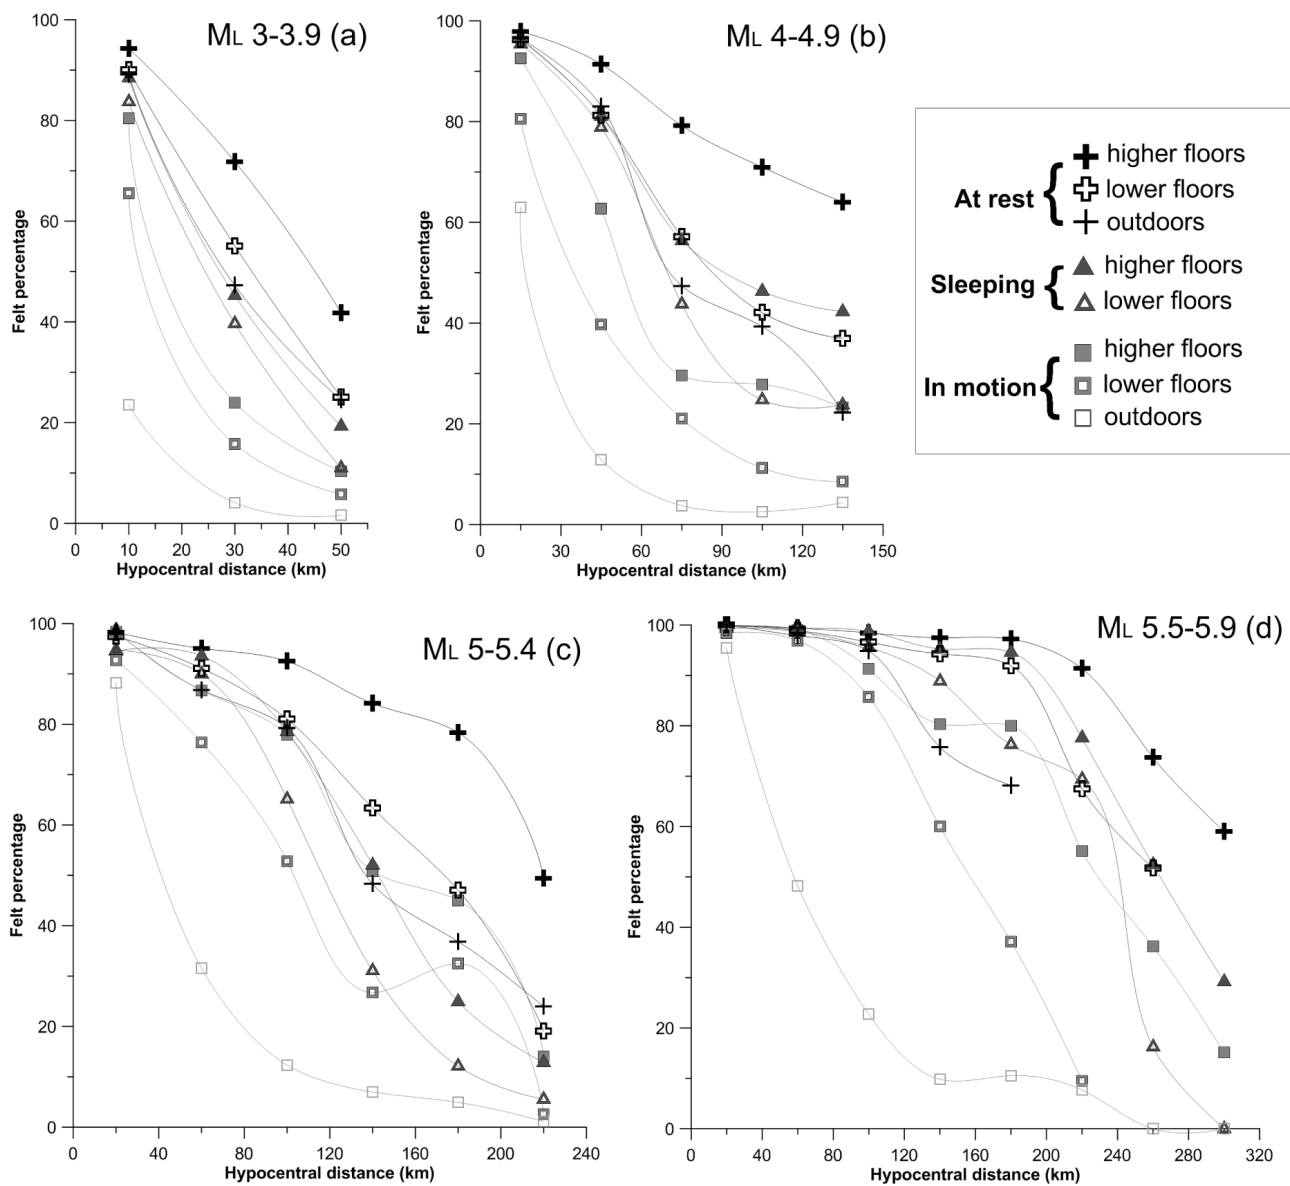 ML 3-3.9 (a)
100
80
60
40
20
0
Felt percentage
0 10 20 30 40 50
Hypocentral distance (km)
ML 4-4.9 (b)
100
80
60
40
20
0
Felt percentage
0 30 60 90 120 150
Hypocentral distance (km)
At rest
higher floors
lower floors
outdoors
Sleeping
higher floors
lower floors
In motion
higher floors
lower floors
outdoors
ML 5-5.4 (c)
100
80
60
40
20
0
Felt percentage
0 40 80 120 160 200 240
Hypocentral distance (km)
ML 5.5-5.9 (d)
100
80
60
40
20
0
Felt percentage
0 40 80 120 160 200 240 280 320
Hypocentral distance (km)